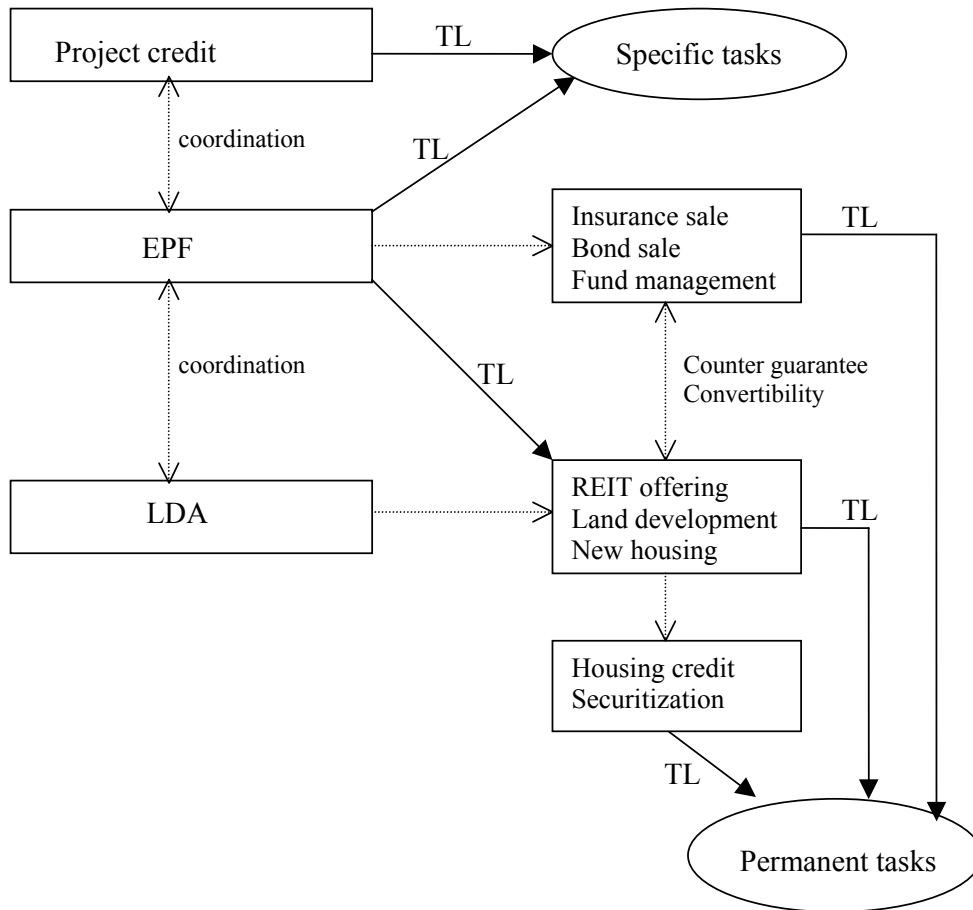 Project credit
TL
Specific tasks
coordination
TL
EPF
Insurance sale
Bond sale
Fund management
TL
coordination
TL
Counter guarantee
Convertibility
LDA
REIT offering
Land development
New housing
TL
Housing credit
Securitization
TL
Permanent tasks